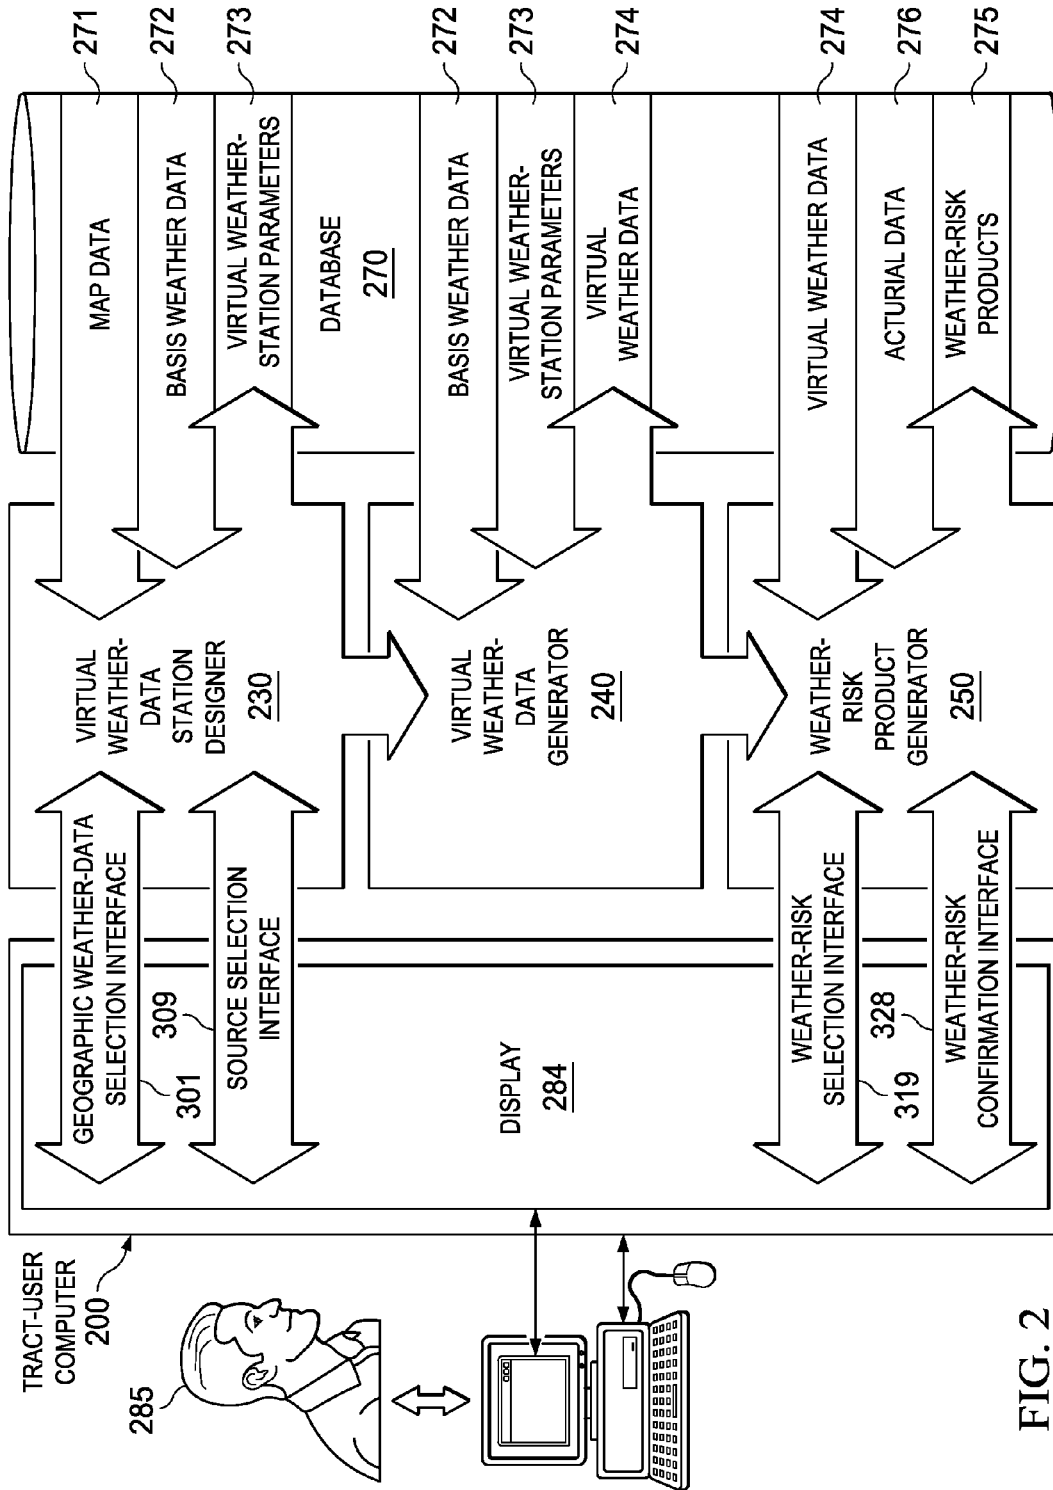 TRACT-USER
COMPUTER
200
285
GEOGRAPHIC WEATHER-DATA
SELECTION INTERFACE
301
309
SOURCE SELECTION
INTERFACE
DISPLAY
284
WEATHER-RISK
SELECTION INTERFACE
319
328
WEATHER-RISK
CONFIRMATION INTERFACE
VIRTUAL
WEATHER-
DATA
STATION
DESIGNER
230
VIRTUAL
WEATHER-
DATA
GENERATOR
240
WEATHER-
RISK
PRODUCT
GENERATOR
250
MAP DATA
271
BASIS WEATHER DATA
272
VIRTUAL WEATHER-
STATION PARAMETERS
273
DATABASE
270
BASIS WEATHER DATA
272
VIRTUAL WEATHER-
STATION PARAMETERS
273
VIRTUAL
WEATHER DATA
274
VIRTUAL WEATHER DATA
274
ACTURIAL DATA
276
WEATHER-RISK
PRODUCTS
275
FIG. 2